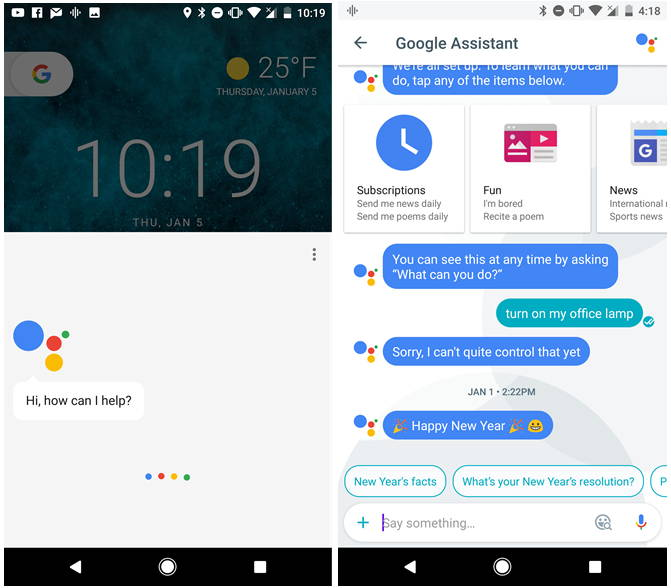 10:19
G
25°F
THURSDAY, JANUARY 5
10:19
THU, JAN 5
Hi, how can I help?
4:18
Google Assistant
We're all set up. To learn what you can
do, tap any of the items below.
Subscriptions
Send me news daily
Send me poems daily
Fun
I'm bored
Recite a poem
G
News
International
Sports news
You can see this at any time by asking
“What can you do?”
turn on my office lamp
Sorry, I can't quite control that yet
JAN 1 • 2:22PM
🎉 Happy New Year 🎉 😄
New Year's facts
What's your New Year's resolution?
P
Say something...